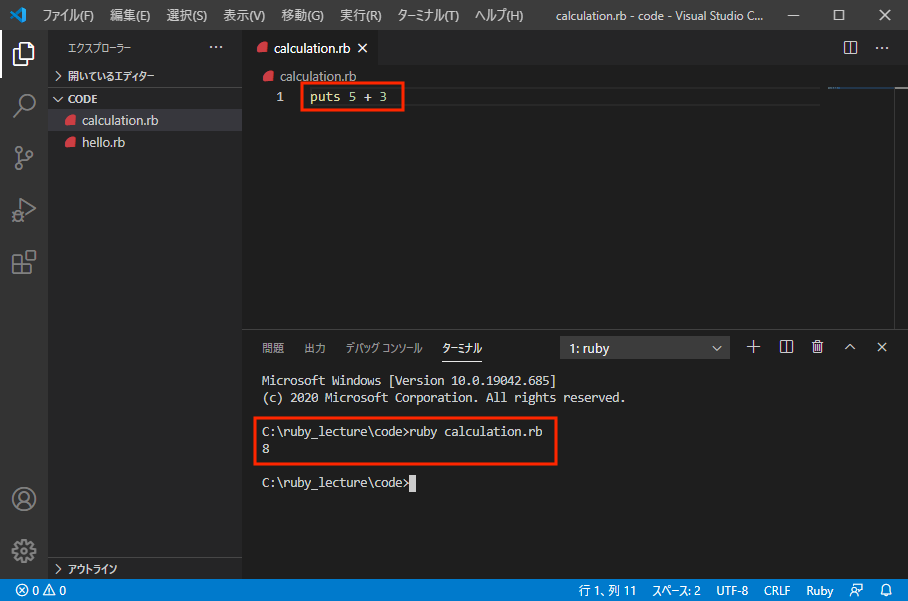 ファイル(F) 編集(E) 選択(S) 表示(V) 移動(G) 実行(R) ターミナル(T) ヘルプ(H) calculation.rb - code - Visual Studio C...
エクスプローラー
開いているエディター
CODE
calculation.rb
hello.rb
アウトライン
calculation.rb
calculation.rb
1 puts 5 + 3
問題 出力 デバッグ コンソール ターミナル 1: ruby
Microsoft Windows [Version 10.0.19042.685]
(c) 2020 Microsoft Corporation. All rights reserved.
C:\ruby_lecture\code>ruby calculation.rb
8
C:\ruby_lecture\code>
0 0 行 1、列 11 スペース: 2 UTF-8 CRLF Ruby